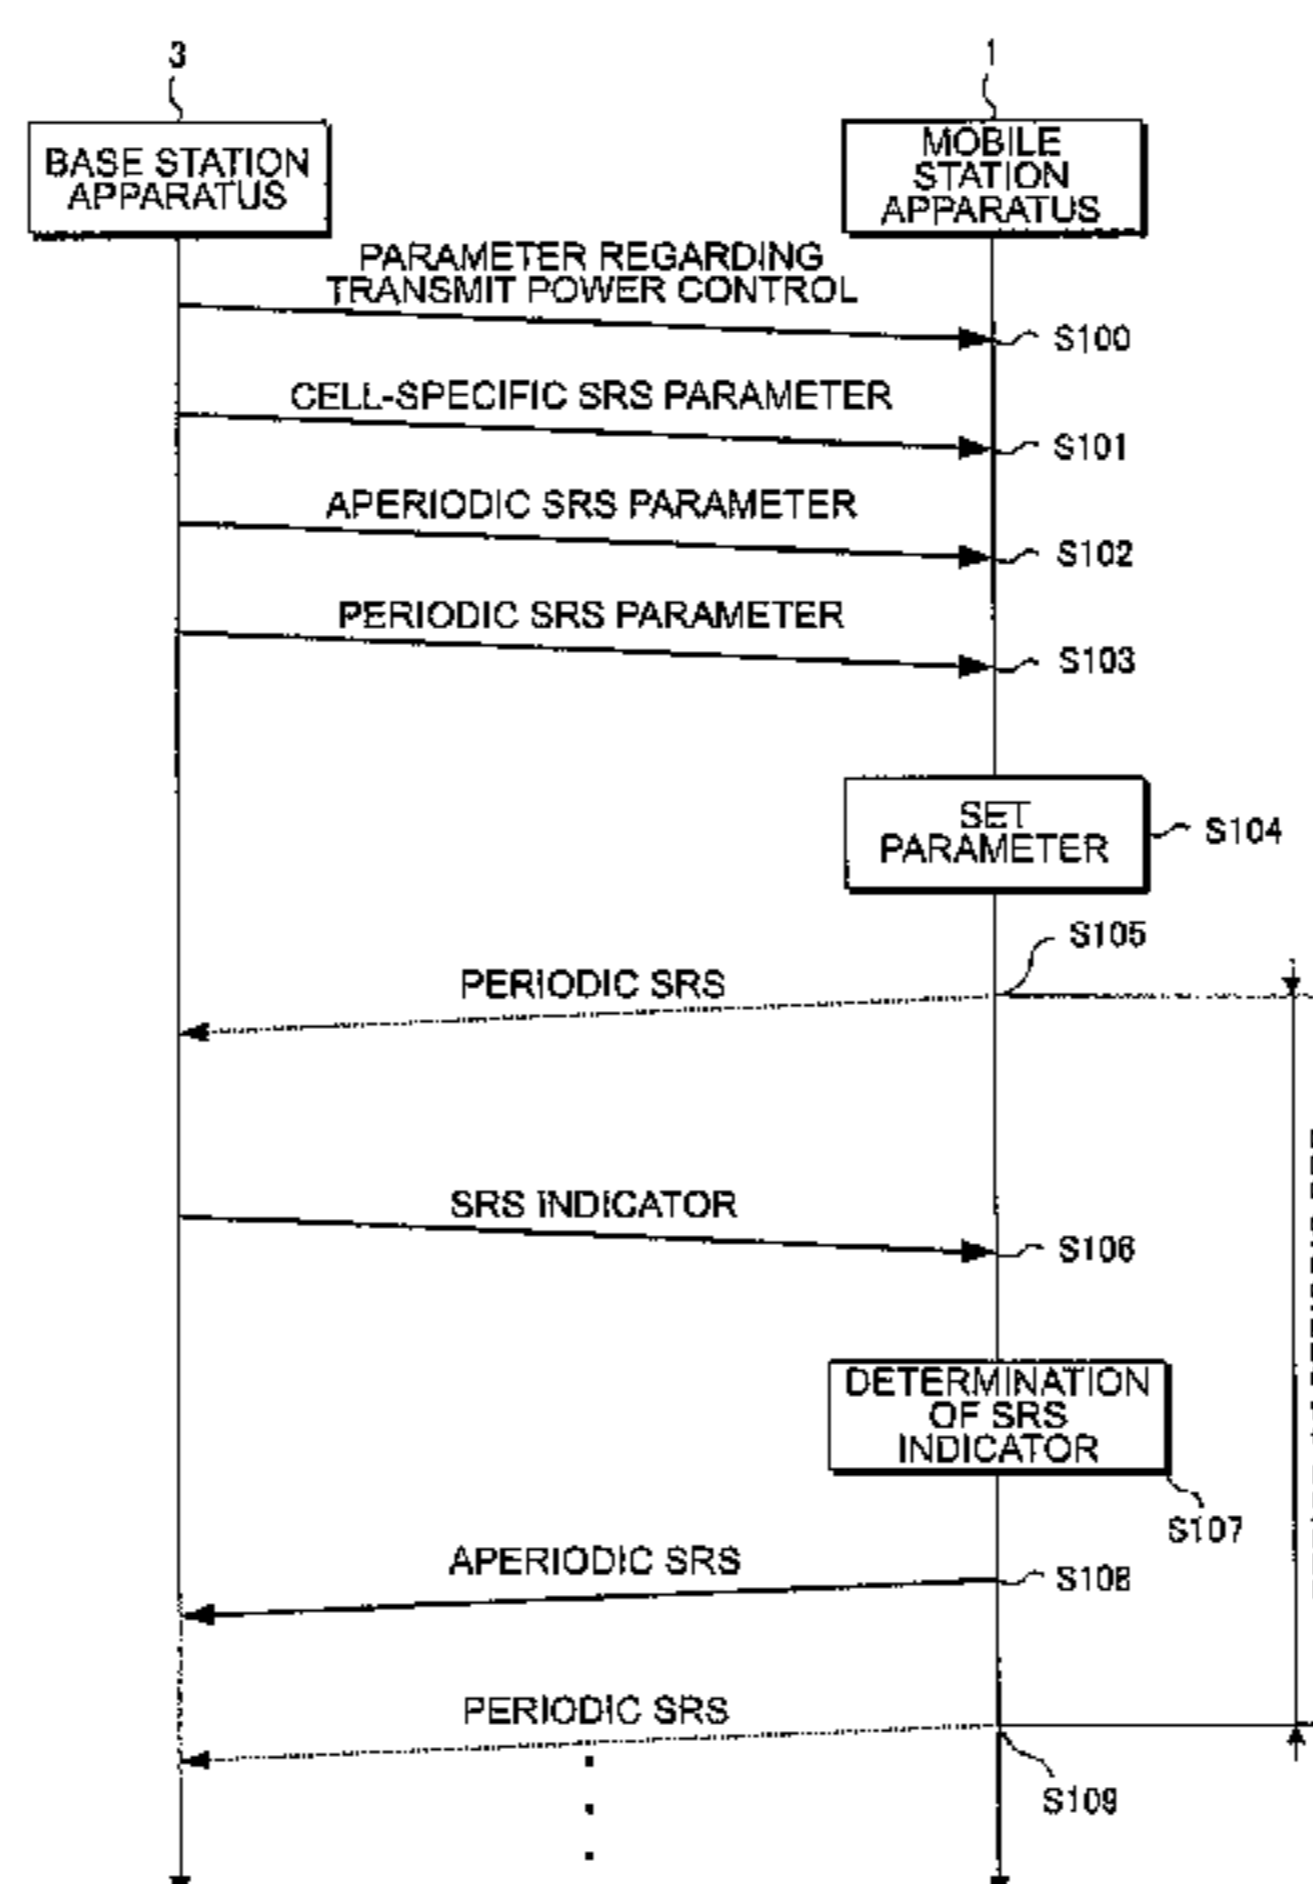 3
1
BASE STATION
APPARATUS
MOBILE
STATION
APPARATUS
PARAMETER REGARDING
TRANSMIT POWER CONTROL
S100
CELL-SPECIFIC SRS PARAMETER
S101
APERIODIC SRS PARAMETER
S102
PERIODIC SRS PARAMETER
S103
SET
PARAMETER
S104
S105
PERIODIC SRS
SRS INDICATOR
S106
DETERMINATION
OF SRS
INDICATOR
S107
APERIODIC SRS
S108
PERIODIC SRS
S109